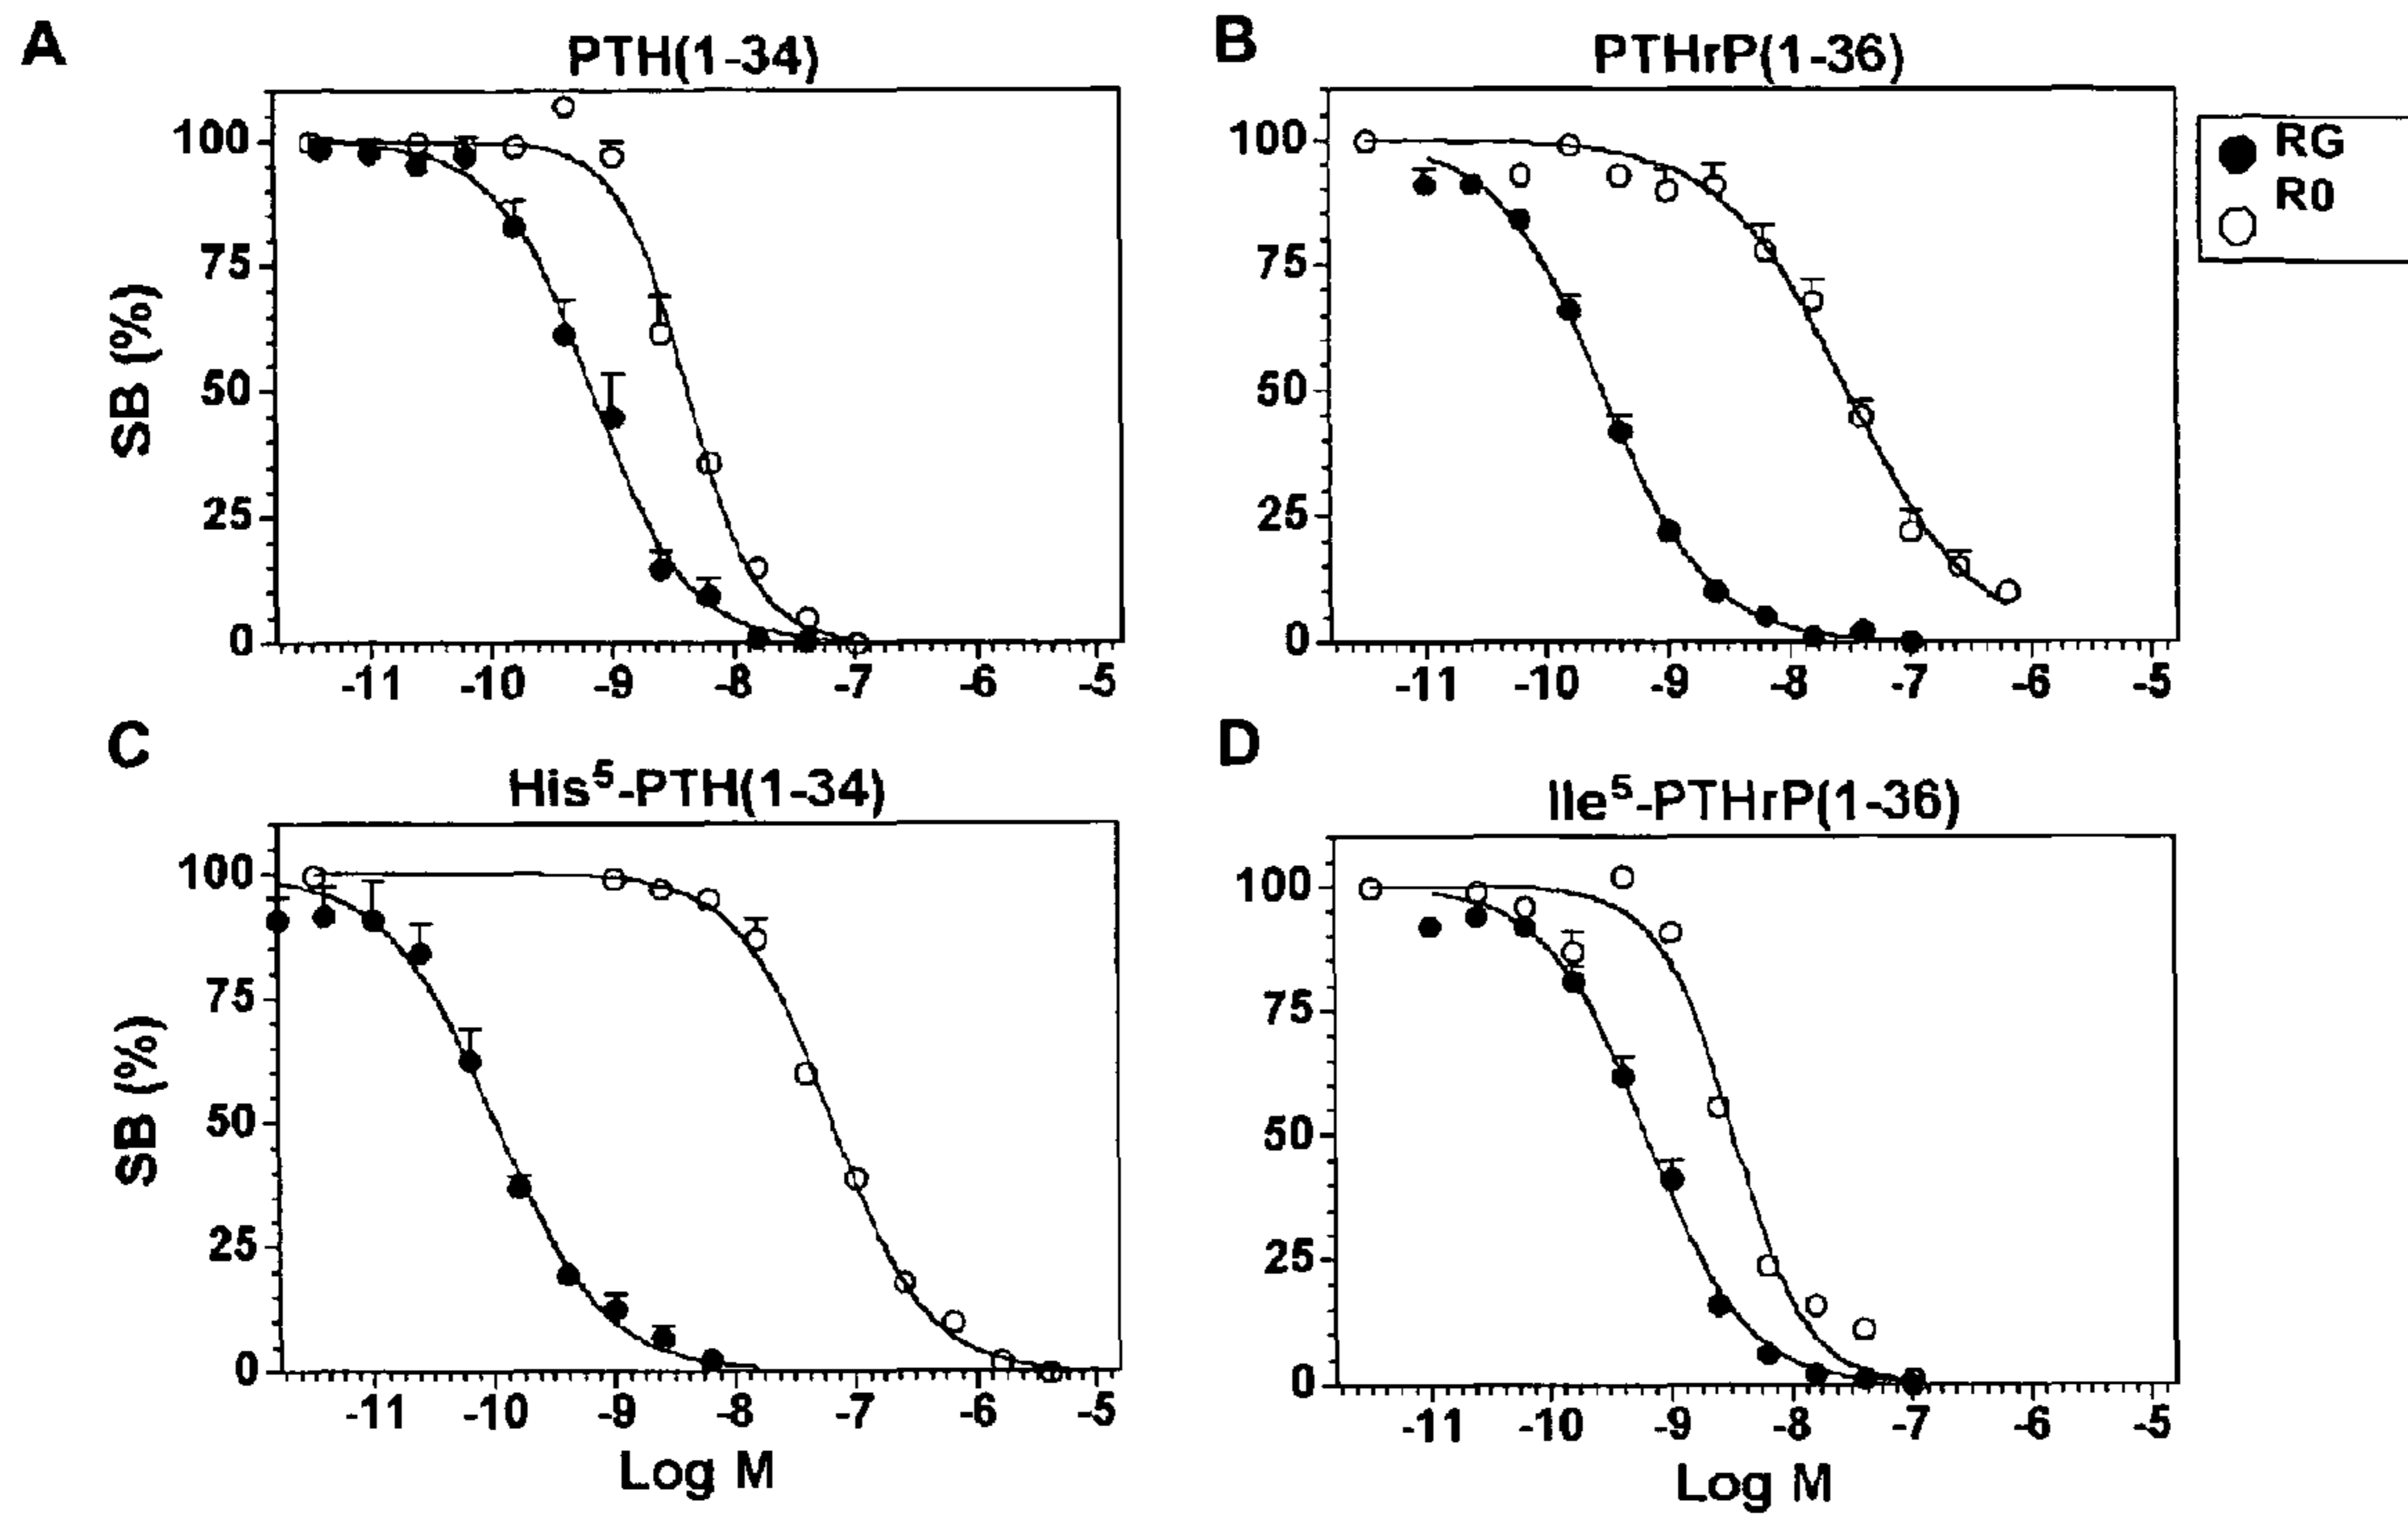 A
PTH(1-34)
100
75
50
25
0
SB (%)
-11 -10 -9 -8 -7 -6 -5
B
PTHrP(1-36)
100
75
50
25
0
-11 -10 -9 -8 -7 -6 -5
RG
R0
C
His⁵-PTH(1-34)
100
75
50
25
0
SB (%)
-11 -10 -9 -8 -7 -6 -5
Log M
D
Ile⁵-PTHrP(1-36)
100
75
50
25
0
-11 -10 -9 -8 -7 -6 -5
Log M